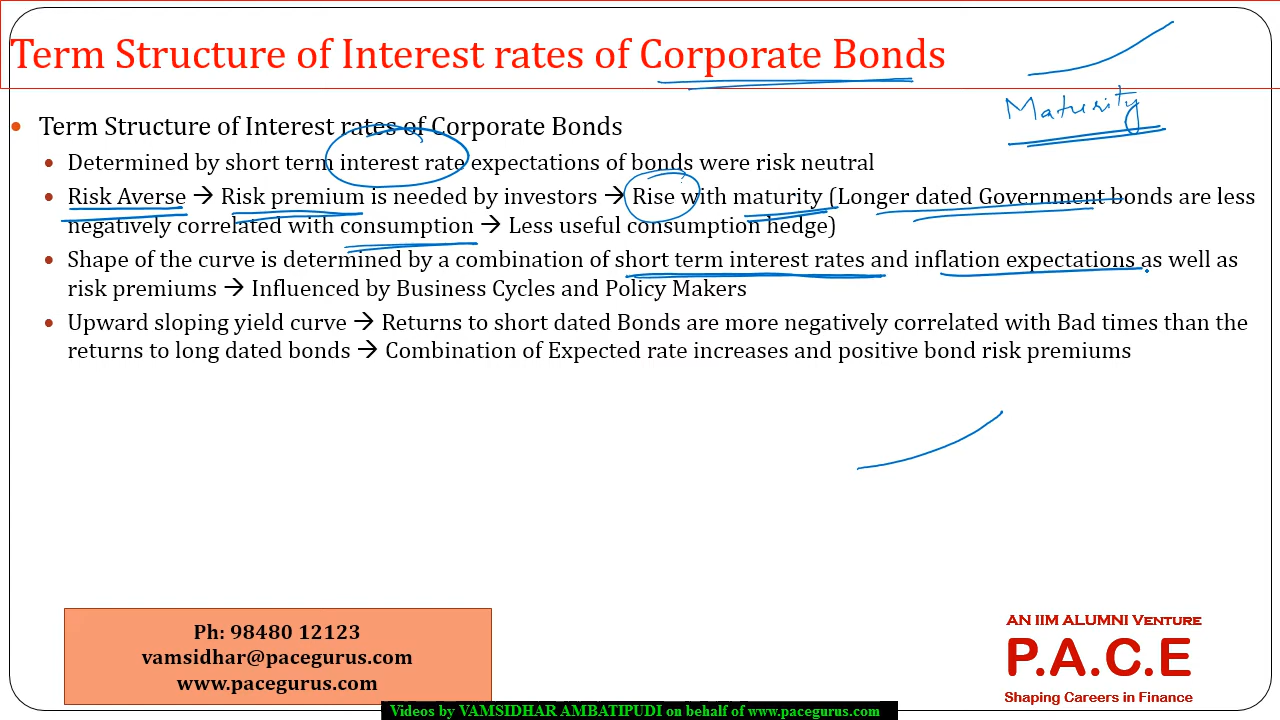 Term Structure of Interest rates of Corporate Bonds
Maturity
• Term Structure of Interest rates of Corporate Bonds
▪ Determined by short term interest rate expectations of bonds were risk neutral
▪ Risk Averse → Risk premium is needed by investors → Rise with maturity (Longer dated Government bonds are less
negatively correlated with consumption → Less useful consumption hedge)
▪ Shape of the curve is determined by a combination of short term interest rates and inflation expectations as well as
risk premiums → Influenced by Business Cycles and Policy Makers
▪ Upward sloping yield curve → Returns to short dated Bonds are more negatively correlated with Bad times than the
returns to long dated bonds → Combination of Expected rate increases and positive bond risk premiums
Ph: 98480 12123
vamsidhar@pacegurus.com
www.pacegurus.com
AN IIM ALUMNI VENTURE
P.A.C.E
Shaping Careers in Finance
Videos by VAMSIDHAR AMBATIPUDI on behalf of www.pacegurus.com